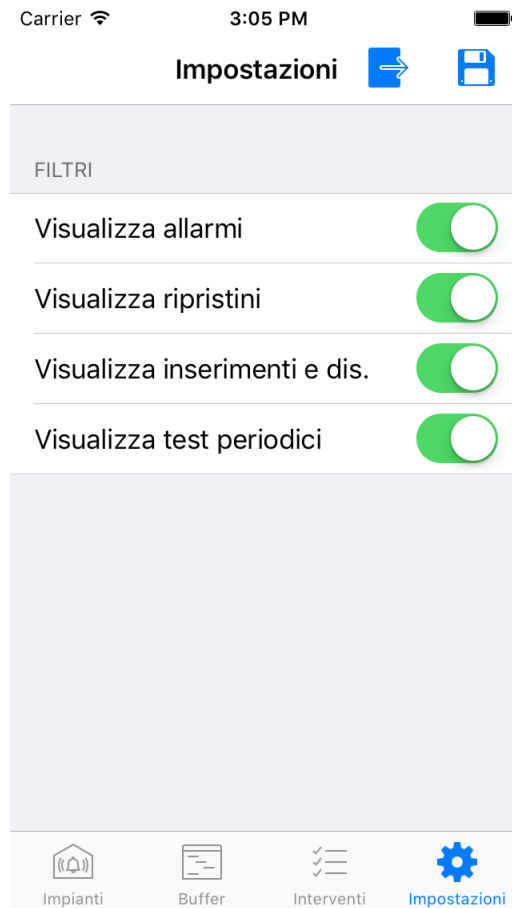 Carrier 3:05 PM
Impostazioni
FILTRI
Visualizza allarmi
Visualizza ripristini
Visualizza inserimenti e dis.
Visualizza test periodici
Impianti Buffer Interventi Impostazioni